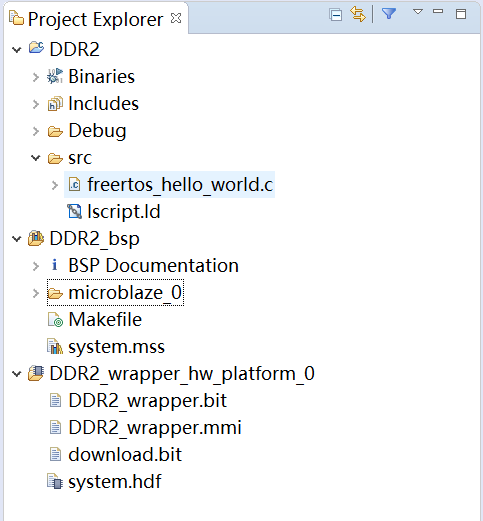 Project Explorer
DDR2
Binaries
Includes
Debug
src
freertos_hello_world.c
lscript.ld
DDR2_bsp
BSP Documentation
microblaze_0
Makefile
system.mss
DDR2_wrapper_hw_platform_0
DDR2_wrapper.bit
DDR2_wrapper.mmi
download.bit
system.hdf